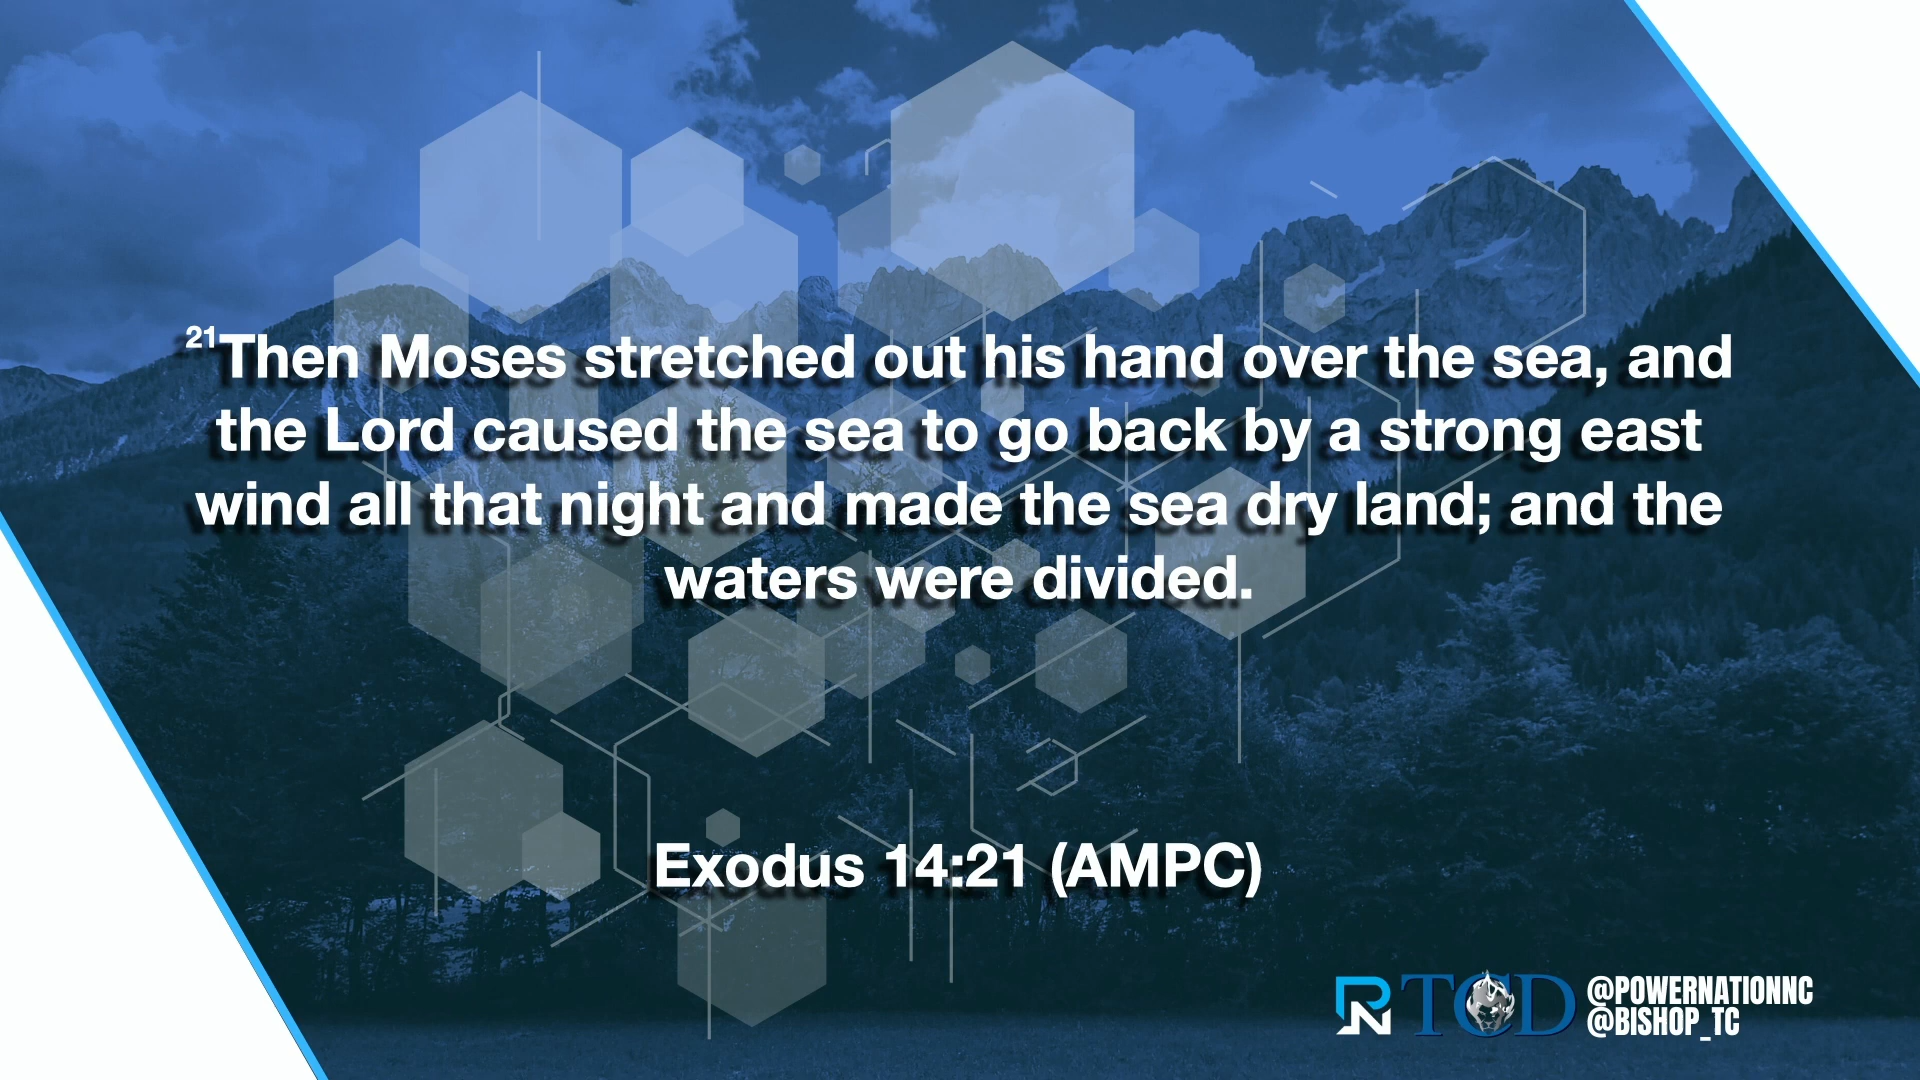 21Then Moses stretched out his hand over the sea, and
the Lord caused the sea to go back by a strong east
wind all that night and made the sea dry land; and the
waters were divided.
Exodus 14:21 (AMPC)
PN TCD @POWERNATIONNC
@BISHOP_TC